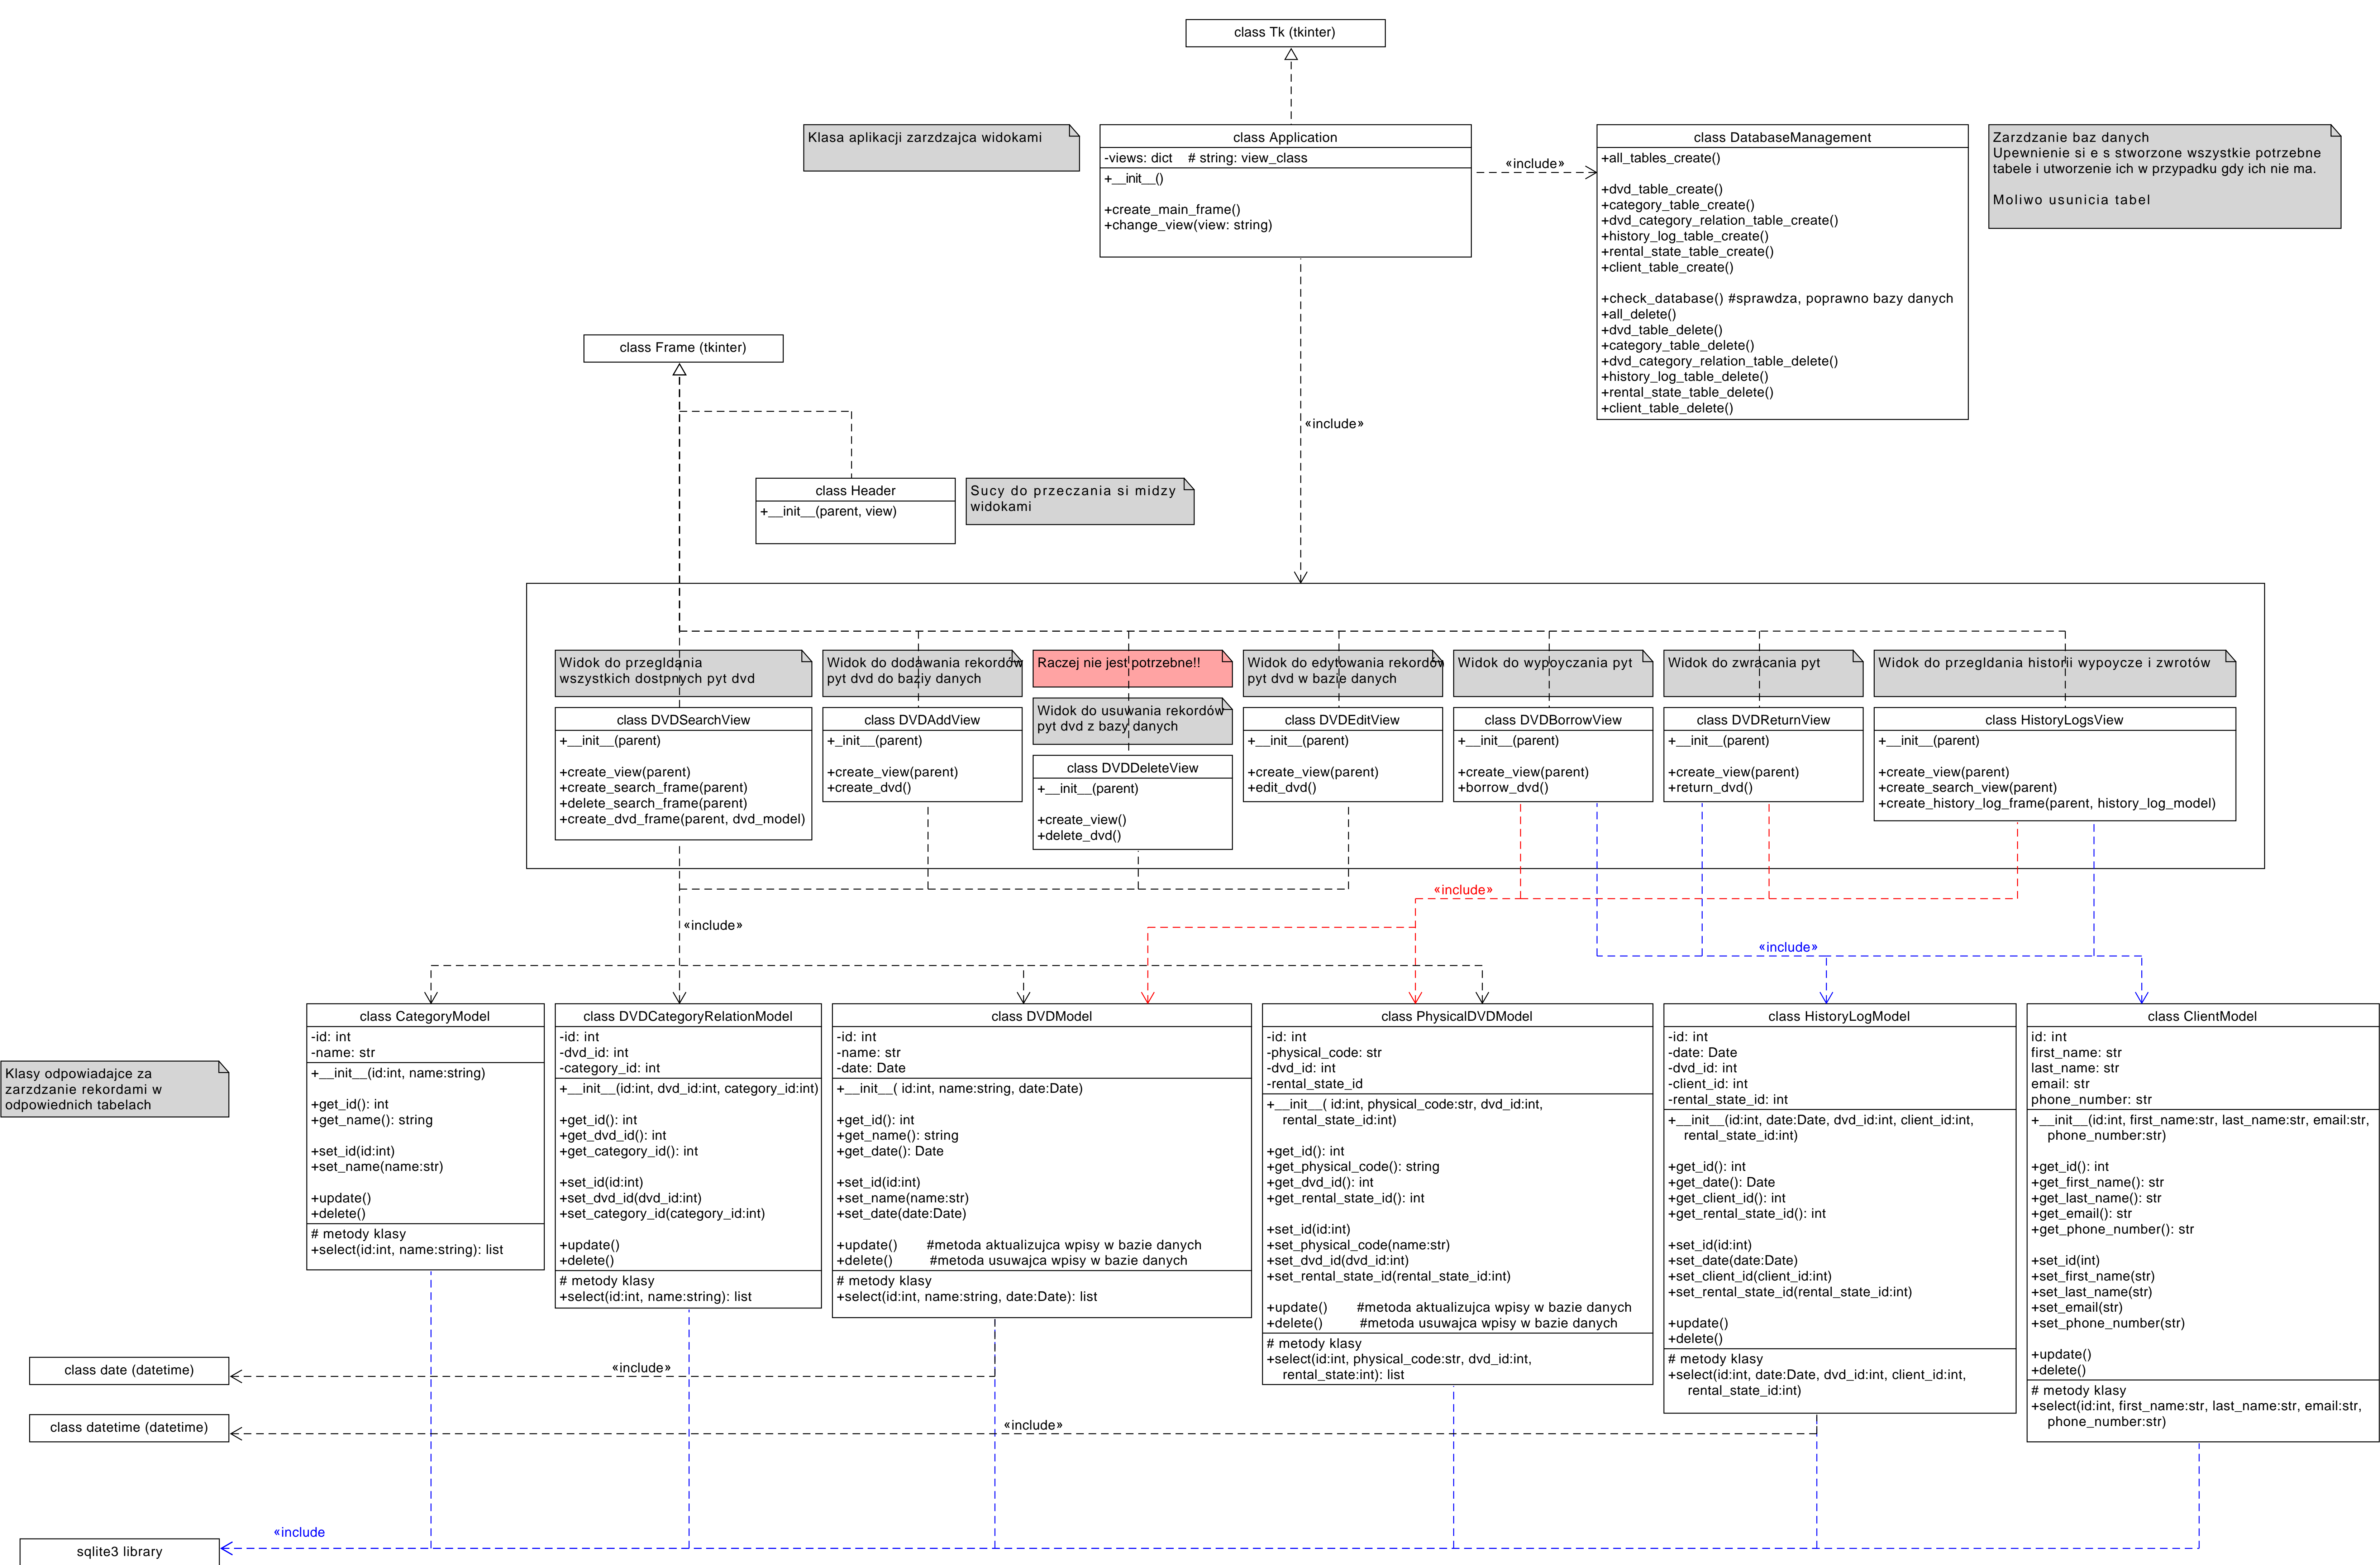 class Tk (tkinter)
Klasa aplikacji zarzdzajca widokami
class Application
-views: dict    # string: view_class
+__init__()
+create_main_frame()
+change_view(view: string)
«include»
class DatabaseManagement
+all_tables_create()
+dvd_table_create()
+category_table_create()
+dvd_category_relation_table_create()
+history_log_table_create()
+rental_state_table_create()
+client_table_create()
+check_database() #sprawdza, poprawno bazy danych
+all_delete()
+dvd_table_delete()
+category_table_delete()
+dvd_category_relation_table_delete()
+history_log_table_delete()
+rental_state_table_delete()
+client_table_delete()
Zarzdzanie baz danych
Upewnienie si e s stworzone wszystkie potrzebne
tabele i utworzenie ich w przypadku gdy ich nie ma.
Moliwo usunicia tabel
class Frame (tkinter)
«include»
class Header
+__init__(parent, view)
Sucy do przeczania si midzy
widokami
Widok do przegldania
wszystkich dostpnych pyt dvd
class DVDSearchView
+__init__(parent)
+create_view(parent)
+create_search_frame(parent)
+delete_search_frame(parent)
+create_dvd_frame(parent, dvd_model)
Widok do dodawania rekordów
pyt dvd do baziy danych
class DVDAddView
+_init__(parent)
+create_view(parent)
+create_dvd()
Raczej nie jest potrzebne!!
Widok do usuwania rekordów
pyt dvd z bazy danych
class DVDDeleteView
+__init__(parent)
+create_view()
+delete_dvd()
Widok do edytowania rekordów
pyt dvd w bazie danych
class DVDEditView
+__init__(parent)
+create_view(parent)
+edit_dvd()
Widok do wypoyczania pyt
class DVDBorrowView
+__init__(parent)
+create_view(parent)
+borrow_dvd()
Widok do zwracania pyt
class DVDReturnView
+__init__(parent)
+create_view(parent)
+return_dvd()
Widok do przegldania historii wypoycze i zwrotów
class HistoryLogsView
+__init__(parent)
+create_view(parent)
+create_search_view(parent)
+create_history_log_frame(parent, history_log_model)
«include»
«include»
«include»
Klasy odpowiadajce za
zarzdzanie rekordami w
odpowiednich tabelach
class CategoryModel
-id: int
-name: str
+__init__(id:int, name:string)
+get_id(): int
+get_name(): string
+set_id(id:int)
+set_name(name:str)
+update()
+delete()
# metody klasy
+select(id:int, name:string): list
class DVDCategoryRelationModel
-id: int
-dvd_id: int
-category_id: int
+__init__(id:int, dvd_id:int, category_id:int)
+get_id(): int
+get_dvd_id(): int
+get_category_id(): int
+set_id(id:int)
+set_dvd_id(dvd_id:int)
+set_category_id(category_id:int)
+update()
+delete()
# metody klasy
+select(id:int, name:string): list
class DVDModel
-id: int
-name: str
-date: Date
+__init__( id:int, name:string, date:Date)
+get_id(): int
+get_name(): string
+get_date(): Date
+set_id(id:int)
+set_name(name:str)
+set_date(date:Date)
+update()       #metoda aktualizujca wpisy w bazie danych
+delete()         #metoda usuwajca wpisy w bazie danych
# metody klasy
+select(id:int, name:string, date:Date): list
class PhysicalDVDModel
-id: int
-physical_code: str
-dvd_id: int
-rental_state_id
+__init__( id:int, physical_code:str, dvd_id:int,
rental_state_id:int)
+get_id(): int
+get_physical_code(): string
+get_dvd_id(): int
+get_rental_state_id(): int
+set_id(id:int)
+set_physical_code(name:str)
+set_dvd_id(dvd_id:int)
+set_rental_state_id(rental_state_id:int)
+update()       #metoda aktualizujca wpisy w bazie danych
+delete()         #metoda usuwajca wpisy w bazie danych
# metody klasy
+select(id:int, physical_code:str, dvd_id:int,
rental_state:int): list
class HistoryLogModel
-id: int
-date: Date
-dvd_id: int
-client_id: int
-rental_state_id: int
+__init__(id:int, date:Date, dvd_id:int, client_id:int,
rental_state_id:int)
+get_id(): int
+get_date(): Date
+get_client_id(): int
+get_rental_state_id(): int
+set_id(id:int)
+set_date(date:Date)
+set_client_id(client_id:int)
+set_rental_state_id(rental_state_id:int)
+update()
+delete()
# metody klasy
+select(id:int, date:Date, dvd_id:int, client_id:int,
rental_state_id:int)
class ClientModel
id: int
first_name: str
last_name: str
email: str
phone_number: str
+__init__(id:int, first_name:str, last_name:str, email:str,
phone_number:str)
+get_id(): int
+get_first_name(): str
+get_last_name(): str
+get_email(): str
+get_phone_number(): str
+set_id(int)
+set_first_name(str)
+set_last_name(str)
+set_email(str)
+set_phone_number(str)
+update()
+delete()
# metody klasy
+select(id:int, first_name:str, last_name:str, email:str,
phone_number:str)
class date (datetime)
«include»
class datetime (datetime)
«include»
«include
sqlite3 library